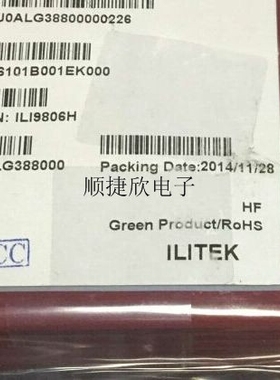 U0ALG38800000226
6101B001EK000
N: ILI9806H
LG388000 Packing Date:2014/11/28
顺捷欣电子
HF
Green Product/RoHS
CC
ILITEK